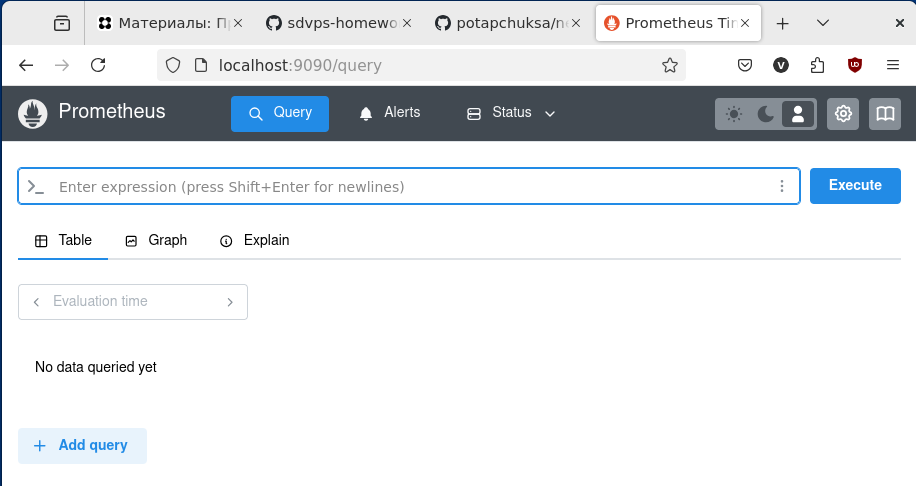 Материалы: П
sdvps-homewo
potapchuksa/n
Prometheus Tir
localhost:9090/query
Prometheus
Query
Alerts
Status
Enter expression (press Shift+Enter for newlines)
Execute
Table
Graph
Explain
Evaluation time
No data queried yet
Add query